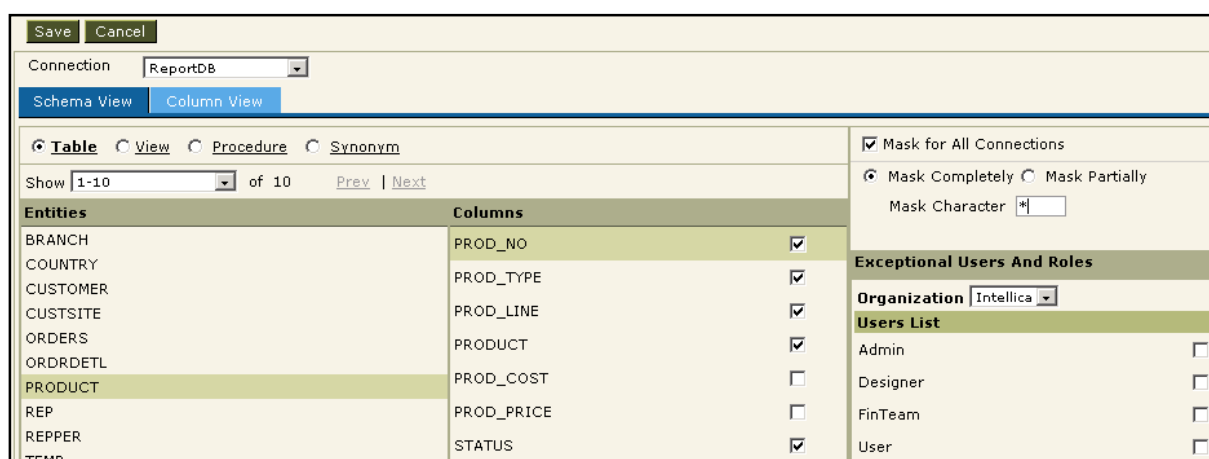 Save Cancel
Connection ReportDB
Schema View Column View
Table View Procedure Synonym
Show 1-10 of 10 Prev | Next
Entities
BRANCH
COUNTRY
CUSTOMER
CUSTSITE
ORDERS
ORDRDETL
PRODUCT
REP
REPPER
TEMP
Columns
PROD_NO
PROD_TYPE
PROD_LINE
PRODUCT
PROD_COST
PROD_PRICE
STATUS
Mask for All Connections
Mask Completely Mask Partially
Mask Character *
Exceptional Users And Roles
Organization Intellica
Users List
Admin
Designer
FinTeam
User